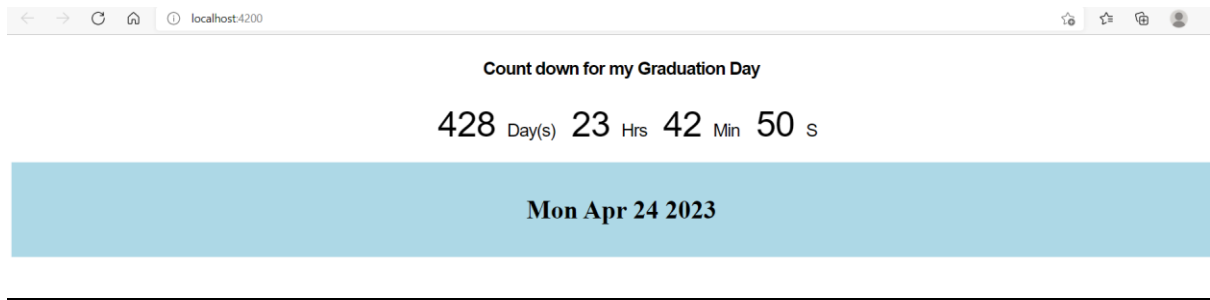 localhost:4200
Count down for my Graduation Day
428 Day(s) 23 Hrs 42 Min 50 S
Mon Apr 24 2023